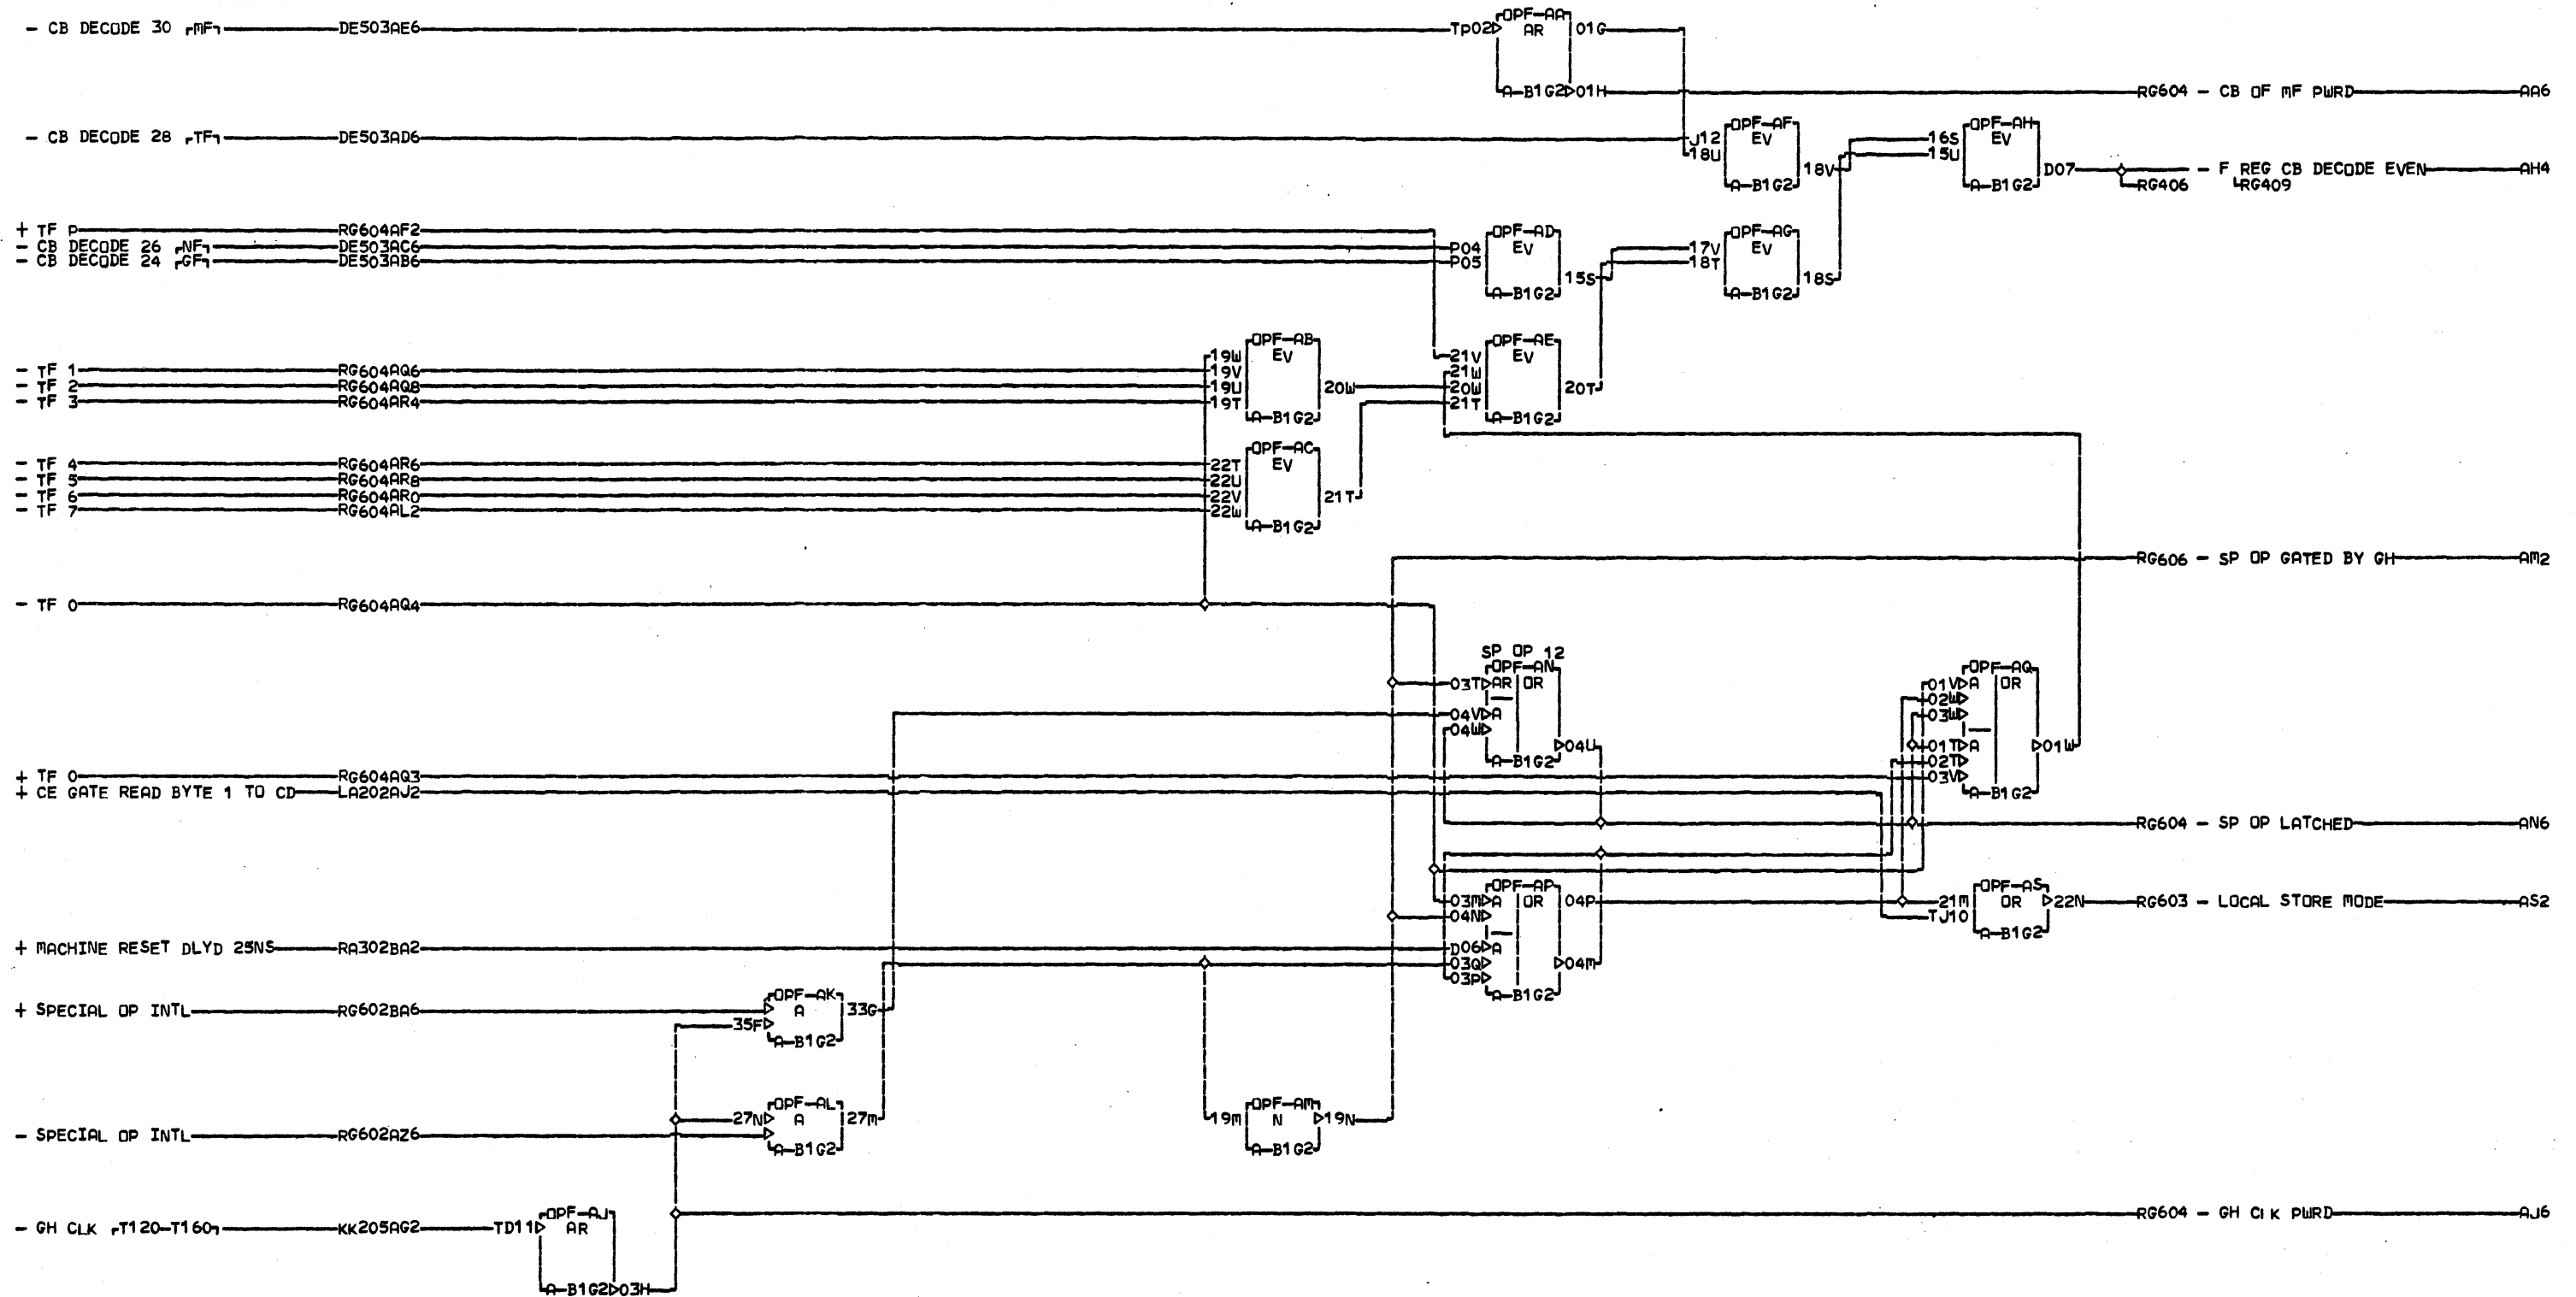 - CB DECODE 30 ┌MF┐ DE503AE6 TP02 OPF-AA 01G
AR
A-B1G2 01H RG604 - CB OF MF PWRD AA6
- CB DECODE 28 ┌TF┐ DE503AD6 J12 OPF-AF 16S OPF-AH
18U EV 15U EV
A-B1G2 18V A-B1G2 D07 - F REG CB DECODE EVEN AH4
RG406 RG409
+ TF P RG604AF2
- CB DECODE 26 ┌NF┐ DE503AC6 P04 OPF-AD 17V OPF-AG
- CB DECODE 24 ┌GF┐ DE503AB6 P05 EV 18T EV
A-B1G2 15S A-B1G2 18S
19W OPF-AB 21V OPF-AE
- TF 1 RG604AQ6 19V EV 21W EV
- TF 2 RG604AQ8 19U 20W 20W 20T
- TF 3 RG604AR4 19T 21T
A-B1G2 A-B1G2
OPF-AC
- TF 4 RG604AR6 22T EV
- TF 5 RG604AR8 22U
- TF 6 RG604AR0 22V 21T
- TF 7 RG604AL2 22W
A-B1G2
RG606 - SP OP GATED BY GH AM2
- TF 0 RG604AQ4
SP OP 12
OPF-AN OPF-AQ
03T AR OR 01V A OR
02W
04V A 03W
04W
04U 01T A 01W
A-B1G2 02T
+ TF 0 RG604AQ3 03V
+ CE GATE READ BYTE 1 TO CD LA202AJ2 A-B1G2
RG604 - SP OP LATCHED AN6
OPF-AP OPF-AS
03M A OR 04P 21M OR 22N RG603 - LOCAL STORE MODE AS2
04N TJ10
A-B1G2
+ MACHINE RESET DLYD 25NS RA302BA2 D06 A
03Q 04M
03P
A-B1G2
OPF-AK
+ SPECIAL OP INTL RG602BA6 A 33G
35F
A-B1G2
OPF-AL OPF-AM
27N A 27M 19M N 19N
- SPECIAL OP INTL RG602AZ6
A-B1G2 A-B1G2
RG604 - GH CLK PWRD AJ6
- GH CLK ┌T120-T160┐ KK205AG2 TD11 OPF-AJ
AR
A-B1G2 03H